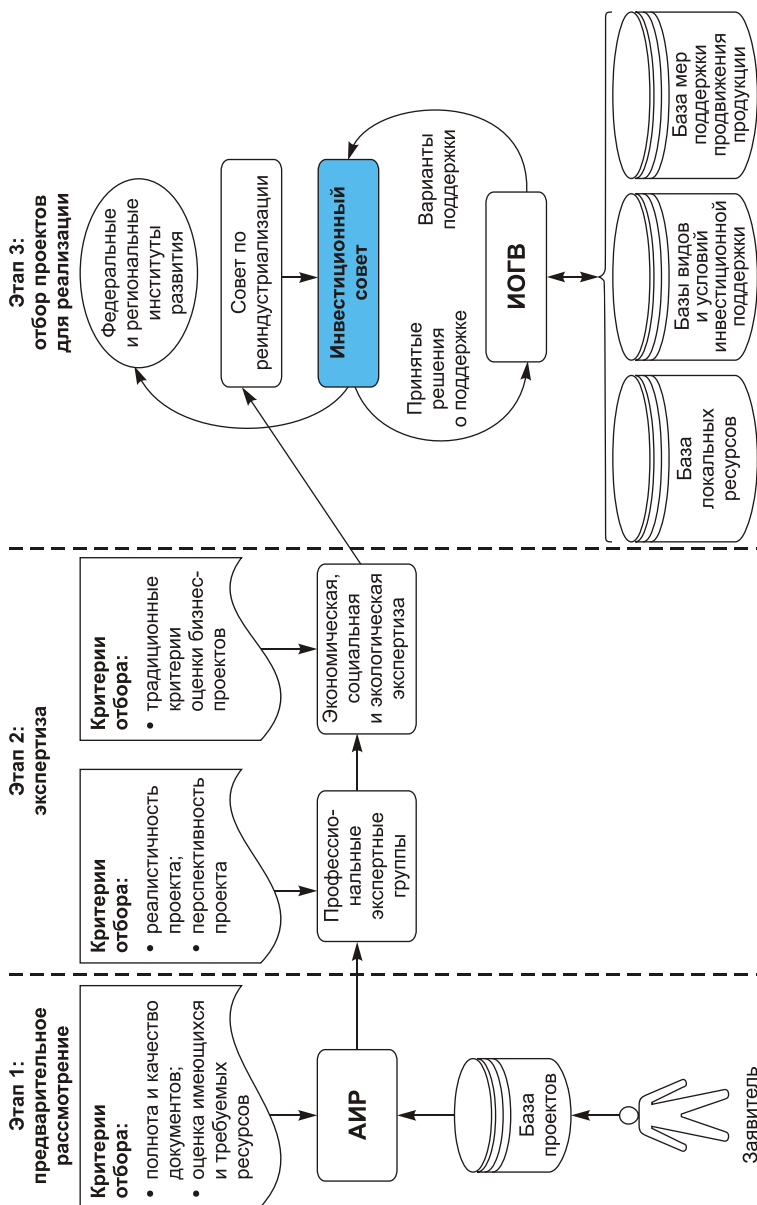 Этап 1:
предварительное
рассмотрение
Критерии
отбора:
• полнота и качество
документов;
• оценка имеющихся
и требуемых
ресурсов
АИР
База
проектов
Заявитель
Этап 2:
экспертиза
Критерии
отбора:
• реалистичность
проекта;
• перспективность
проекта
Профессио-
нальные
экспертные
группы
Критерии
отбора:
• традиционные
критерии
оценки бизнес-
проектов
Экономическая,
социальная
и экологическая
экспертиза
Этап 3:
отбор проектов
для реализации
Федеральные
и региональные
институты
развития
Совет по
реиндустриализации
Инвестиционный
совет
Принятые
решения
о поддержке
Варианты
поддержки
ИОГВ
База
локальных
ресурсов
Базы видов
и условий
инвестиционной
поддержки
База мер
поддержки
продвижения
продукции